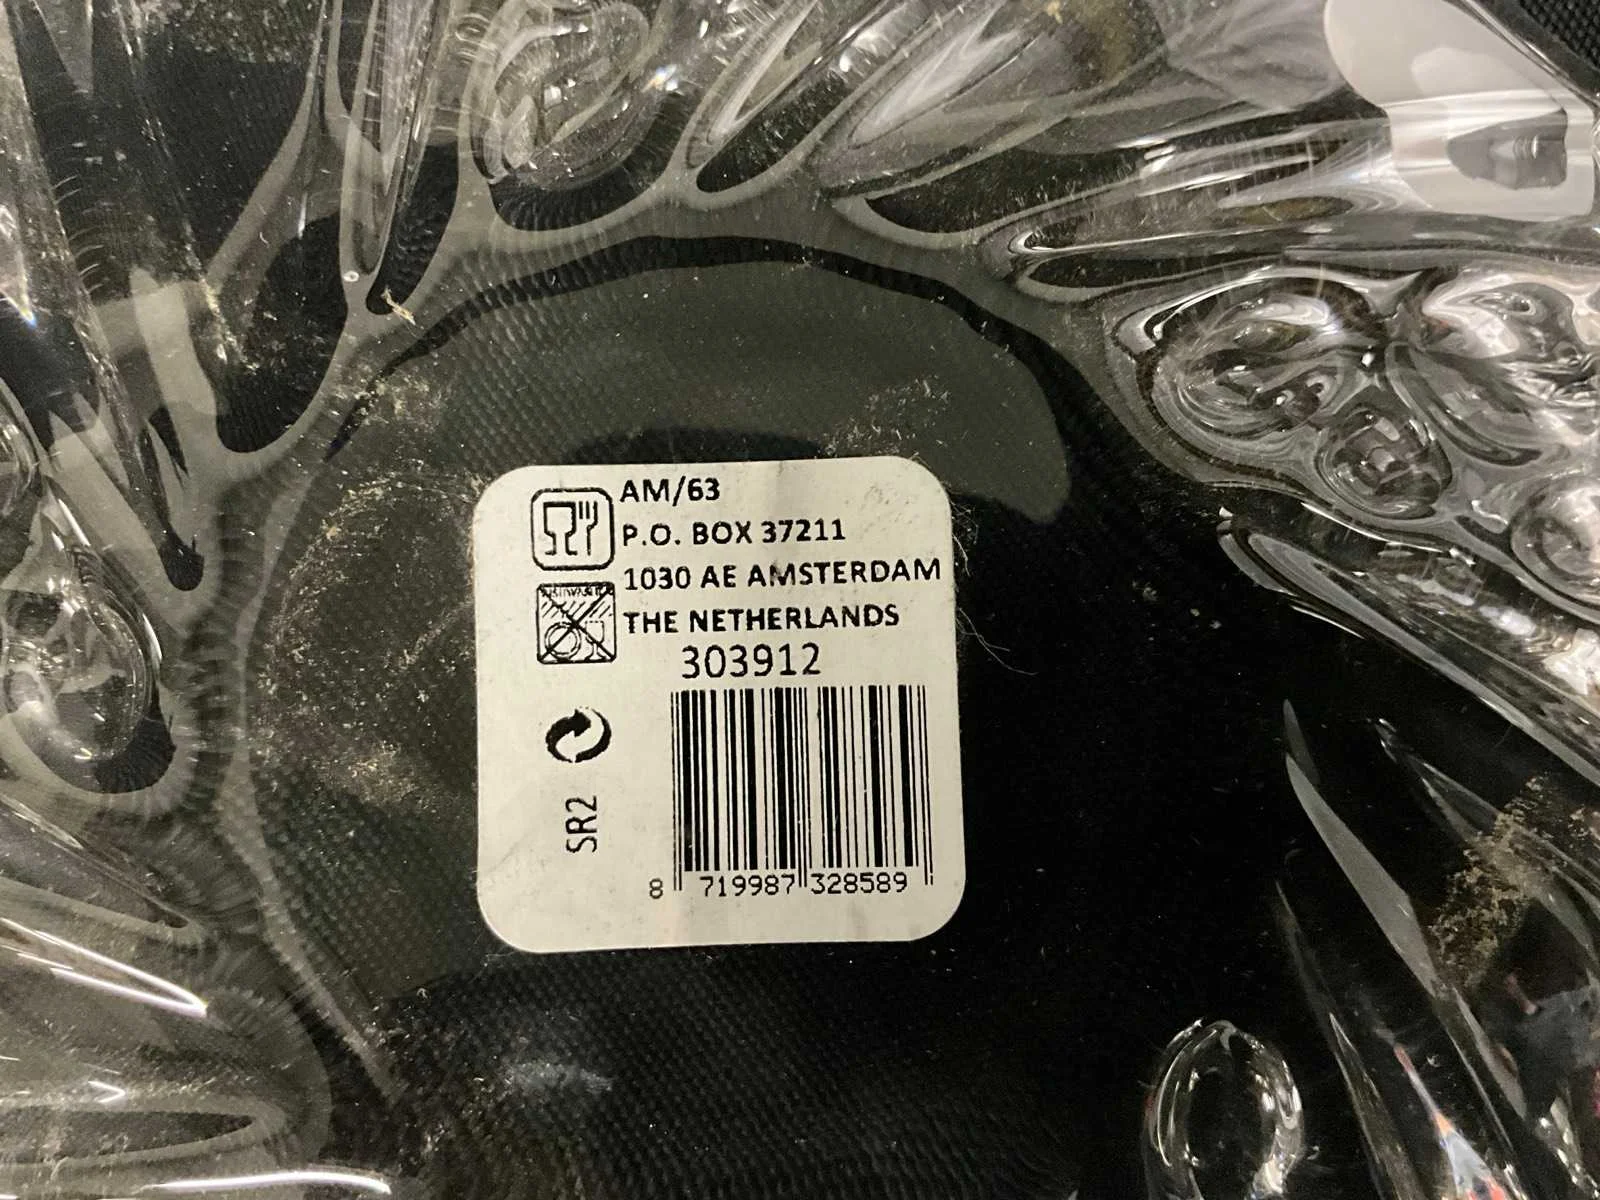 AM/63
P.O. BOX 37211
1030 AE AMSTERDAM
THE NETHERLANDS
303912
SR2
8 719987 328589